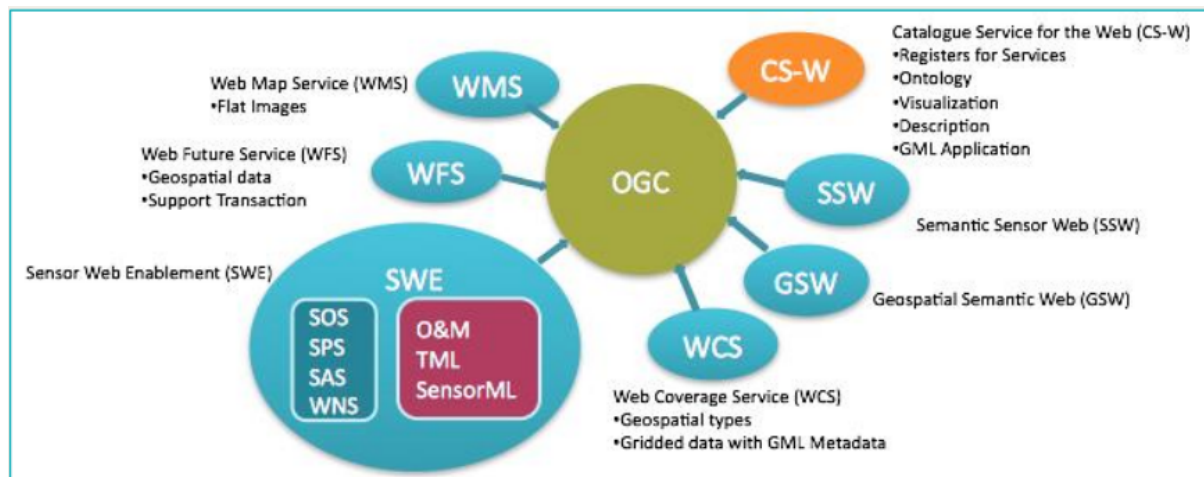 WMS
Web Map Service (WMS)
•Flat Images
WFS
Web Future Service (WFS)
•Geospatial data
•Support Transaction
Sensor Web Enablement (SWE)
SWE
SOS
SPS
SAS
WNS
O&M
TML
SensorML
OGC
CS-W
Catalogue Service for the Web (CS-W)
•Registers for Services
•Ontology
•Visualization
•Description
•GML Application
SSW
Semantic Sensor Web (SSW)
GSW
Geospatial Semantic Web (GSW)
WCS
Web Coverage Service (WCS)
•Geospatial types
•Gridded data with GML Metadata